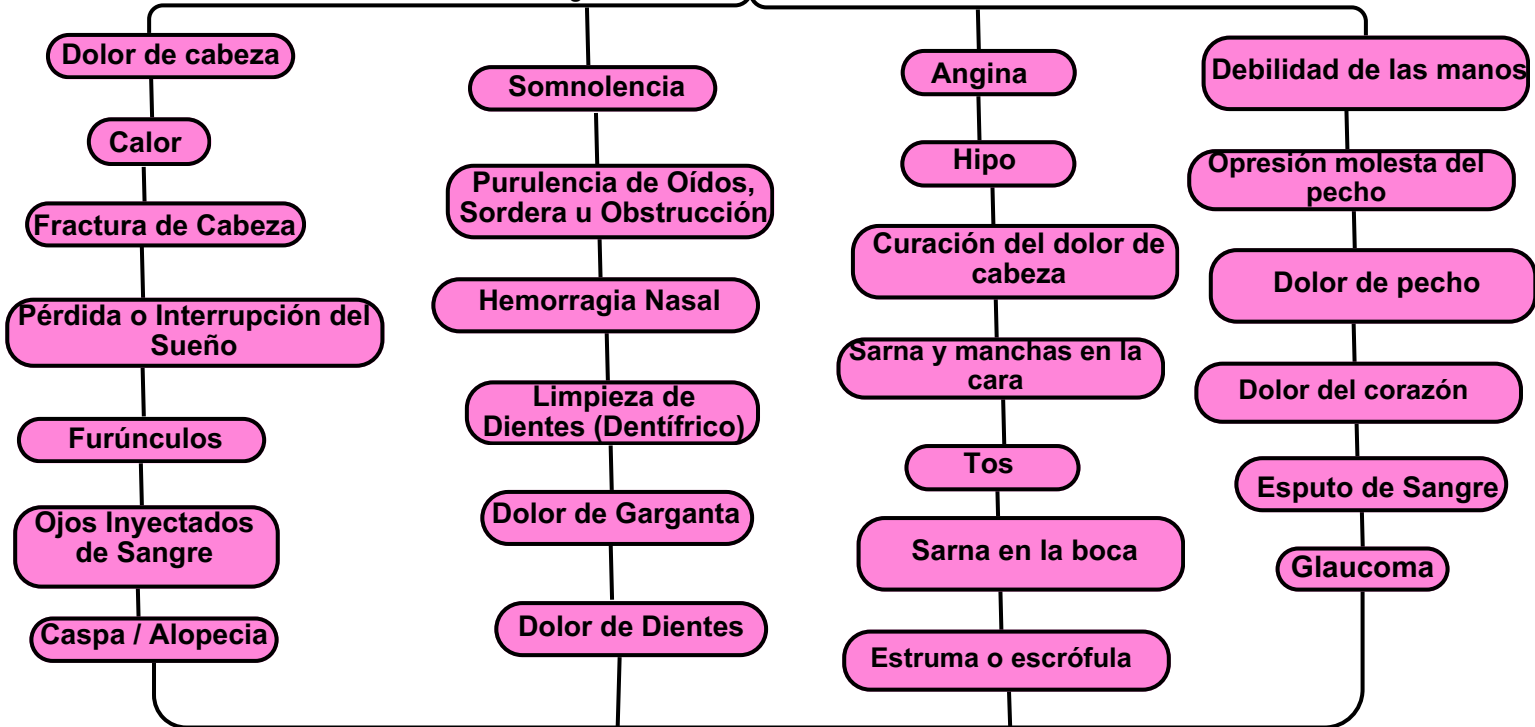 Dolor de cabeza
Calor
Fractura de Cabeza
Pérdida o Interrupción del
Sueño
Furúnculos
Ojos Inyectados
de Sangre
Caspa / Alopecia
Somnolencia
Purulencia de Oídos,
Sordera u Obstrucción
Hemorragia Nasal
Limpieza de
Dientes (Dentífrico)
Dolor de Garganta
Dolor de Dientes
Angina
Hipo
Curación del dolor de
cabeza
Sarna y manchas en la
cara
Tos
Sarna en la boca
Estruma o escrófula
Debilidad de las manos
Opresión molesta del
pecho
Dolor de pecho
Dolor del corazón
Esputo de Sangre
Glaucoma